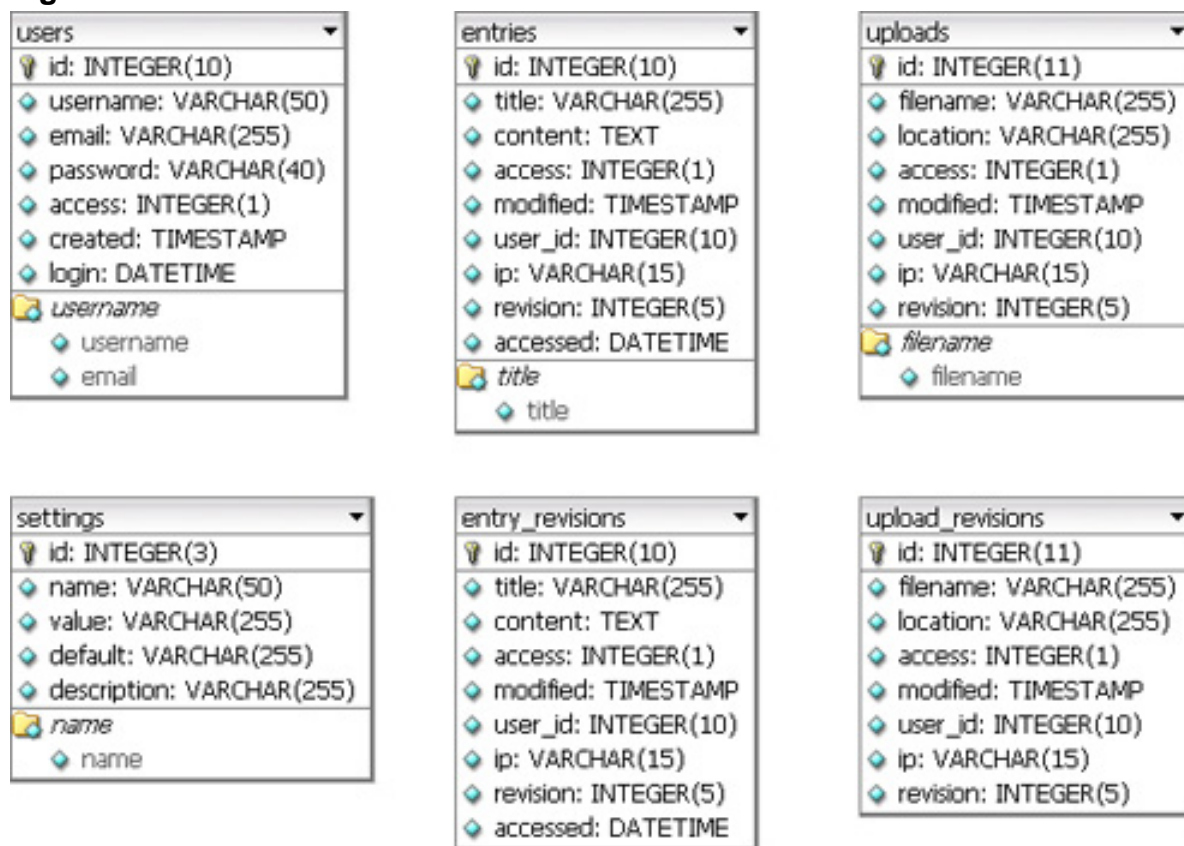 users
id: INTEGER(10)
username: VARCHAR(50)
email: VARCHAR(255)
password: VARCHAR(40)
access: INTEGER(1)
created: TIMESTAMP
login: DATETIME
username
username
email
entries
id: INTEGER(10)
title: VARCHAR(255)
content: TEXT
access: INTEGER(1)
modified: TIMESTAMP
user_id: INTEGER(10)
ip: VARCHAR(15)
revision: INTEGER(5)
accessed: DATETIME
title
title
uploads
id: INTEGER(11)
filename: VARCHAR(255)
location: VARCHAR(255)
access: INTEGER(1)
modified: TIMESTAMP
user_id: INTEGER(10)
ip: VARCHAR(15)
revision: INTEGER(5)
filename
filename
settings
id: INTEGER(3)
name: VARCHAR(50)
value: VARCHAR(255)
default: VARCHAR(255)
description: VARCHAR(255)
name
name
entry_revisions
id: INTEGER(10)
title: VARCHAR(255)
content: TEXT
access: INTEGER(1)
modified: TIMESTAMP
user_id: INTEGER(10)
ip: VARCHAR(15)
revision: INTEGER(5)
accessed: DATETIME
upload_revisions
id: INTEGER(11)
filename: VARCHAR(255)
location: VARCHAR(255)
access: INTEGER(1)
modified: TIMESTAMP
user_id: INTEGER(10)
ip: VARCHAR(15)
revision: INTEGER(5)